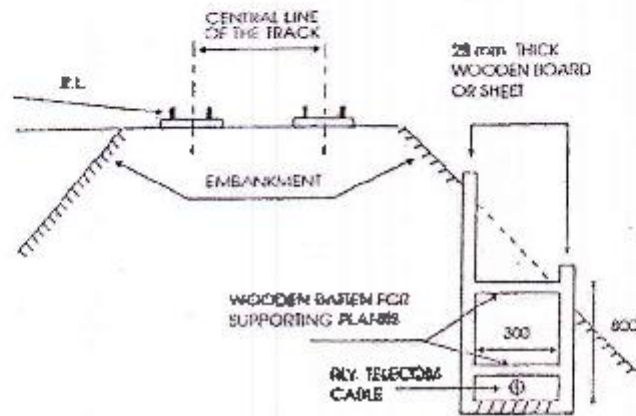 CENTRAL LINE
OF THE TRACK
28 mm THICK
WOODEN BOARD
OR SHEET
R.L.
EMBANKMENT
WOODEN BATTEN FOR
SUPPORTING PLANKS
300
800
RLY. TELECOM
CABLE